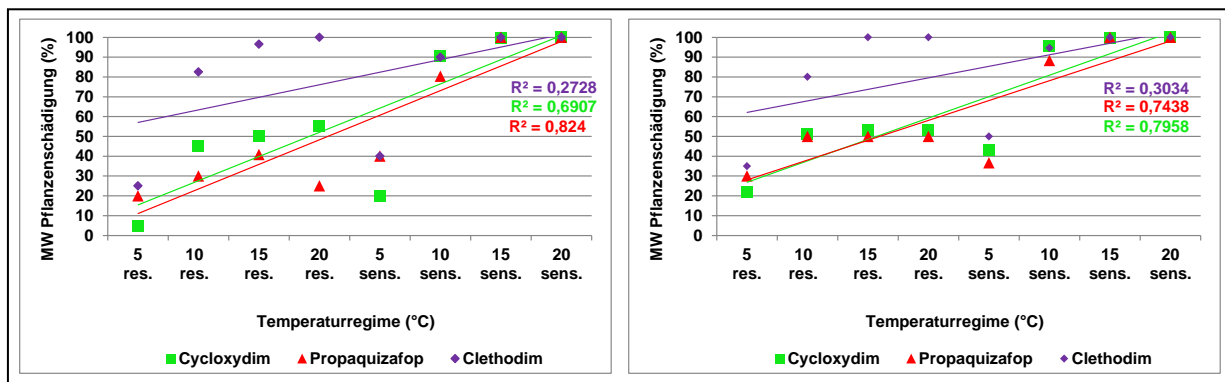 MW Pflanzenschädigung (%)
100
90
80
70
60
50
40
30
20
10
0
R² = 0,2728
R² = 0,6907
R² = 0,824
5 10 15 20 5 10 15 20
res. res. res. res. sens. sens. sens. sens.
Temperaturregime (°C)
Cycloxydim Propaquizafop Clethodim
MW Pflanzenschädigung (%)
100
90
80
70
60
50
40
30
20
10
0
R² = 0,3034
R² = 0,7438
R² = 0,7958
5 10 15 20 5 10 15 20
res. res. res. res. sens. sens. sens. sens.
Temperaturregime (°C)
Cycloxydim Propaquizafop Clethodim